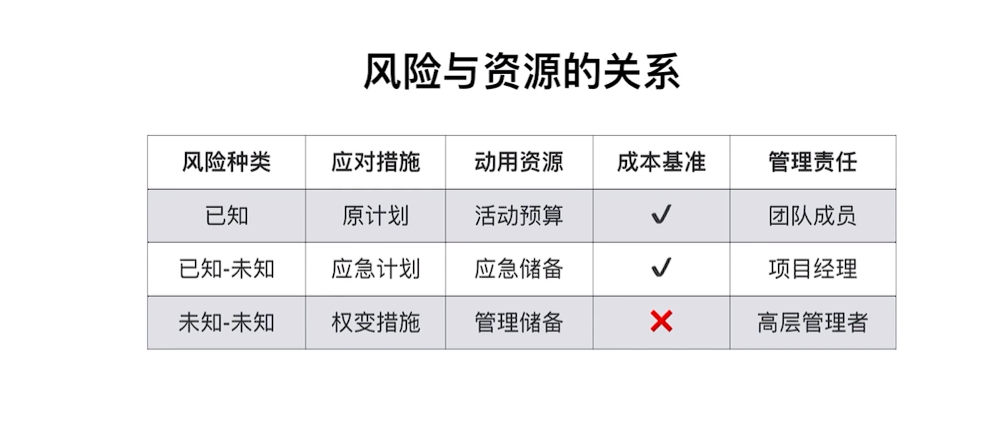 风险与资源的关系
风险种类 应对措施 动用资源 成本基准 管理责任
已知 原计划 活动预算 ✓ 团队成员
已知-未知 应急计划 应急储备 ✓ 项目经理
未知-未知 权变措施 管理储备 ✗ 高层管理者